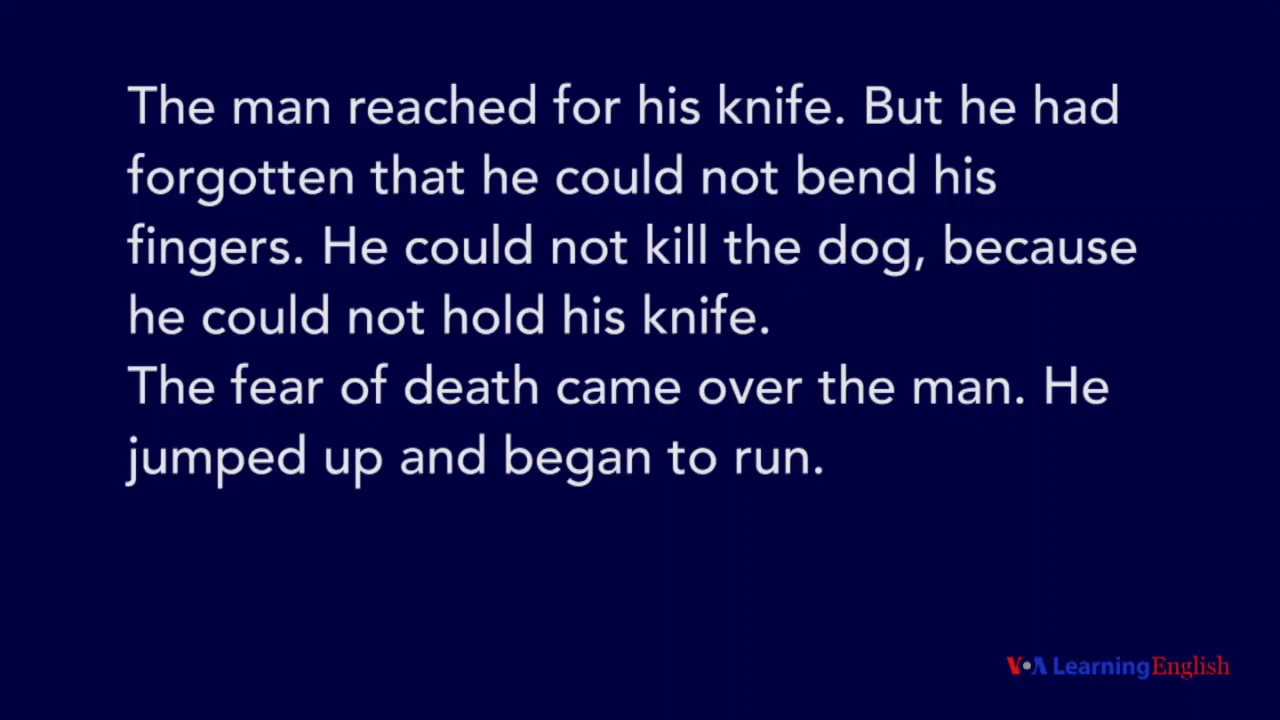 The man reached for his knife. But he had
forgotten that he could not bend his
fingers. He could not kill the dog, because
he could not hold his knife.
The fear of death came over the man. He
jumped up and began to run.
VOA Learning English